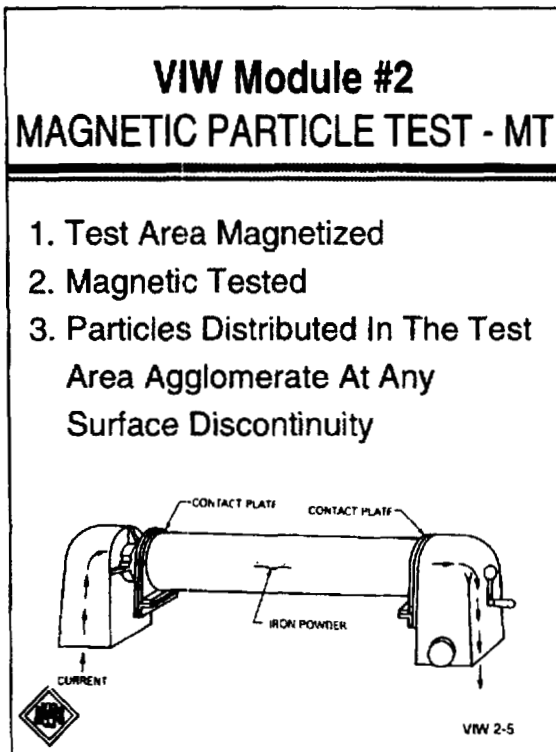 VIW Module #2
MAGNETIC PARTICLE TEST - MT
1. Test Area Magnetized
2. Magnetic Tested
3. Particles Distributed In The Test
Area Agglomerate At Any
Surface Discontinuity
CONTACT PLATE
CONTACT PLATE
IRON POWDER
CURRENT
VIW 2-5